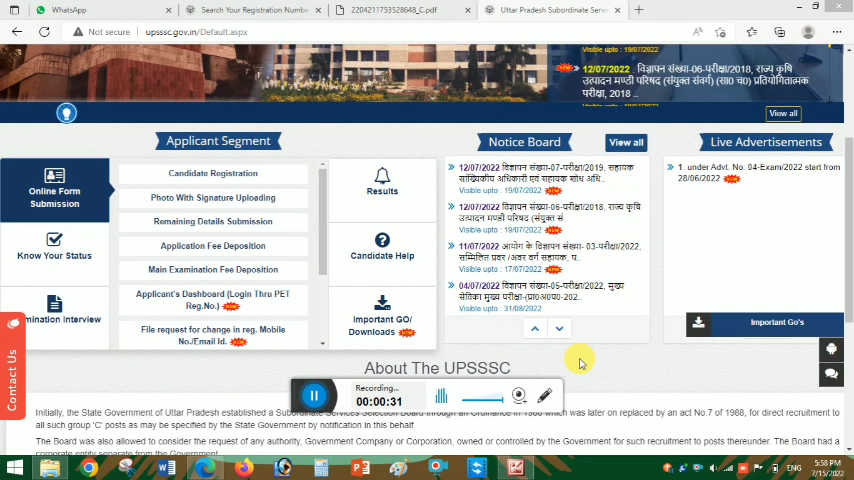 WhatsApp
Search Your Registration Numbe
2204211753528648_C.pdf
Uttar Pradesh Subordinate Servi
Not secure
upsssc.gov.in/Default.aspx
Visible upto : 19/07/2022
12/07/2022 . विज्ञापन संख्या-06-परीक्षा/2018, राज्य कृषि
उत्पादन मण्डी परिषद (संयुक्त संवर्ग) (सा0 च0) प्रतियोगितात्मक
परीक्षा, 2018 ..
View all
Applicant Segment
Online Form
Submission
Know Your Status
mination Interview
Candidate Registration
Photo With Signature Uploading
Remaining Details Submission
Application Fee Deposition
Main Examination Fee Deposition
Applicant's Dashboard (Login Thru PET
Reg.No.)
File request for change in reg. Mobile
No./Email Id.
Results
Candidate Help
Important GO/
Downloads
Notice Board
View all
12/07/2022 विज्ञापन संख्या-07-परीक्षा/2019, सहायक
सांख्यिकीय अधिकारी एवं सहायक शोध अधि..
Visible upto : 19/07/2022
12/07/2022 विज्ञापन संख्या-06-परीक्षा/2018, राज्य कृषि
उत्पादन मण्डी परिषद (संयुक्त सं..
Visible upto : 19/07/2022
11/07/2022 आयोग के विज्ञापन संख्या- 03-परीक्षा/2022,
सम्मिलित प्रवर /अवर वर्ग सहायक, प..
Visible upto : 17/07/2022
04/07/2022 विज्ञापन संख्या-05-परीक्षा/2022, मुख्य
सेविका मुख्य परीक्षा-(प्रा0अ0प0-202..
Visible upto : 31/08/2022
Live Advertisements
1. under Advt. No: 04-Exam/2022 start from
28/06/2022
Important Go's
Contact Us
About The UPSSSC
Recording...
00:00:31
Initially, the State Government of Uttar Pradesh established a Subordinate Services Selection Board through an Ordinance in 1988 which was later on replaced by an act No.7 of 1988, for direct recruitment to
all such group 'C' posts as may be specified by the State Government by notification in this behalf.
The Board was also allowed to consider the request of any authority, Government Company or Corporation, owned or controlled by the Government for such recruitment to posts thereunder. The Board had a
corporate entity separate from the Government.
ENG
5:58 PM
7/15/2022